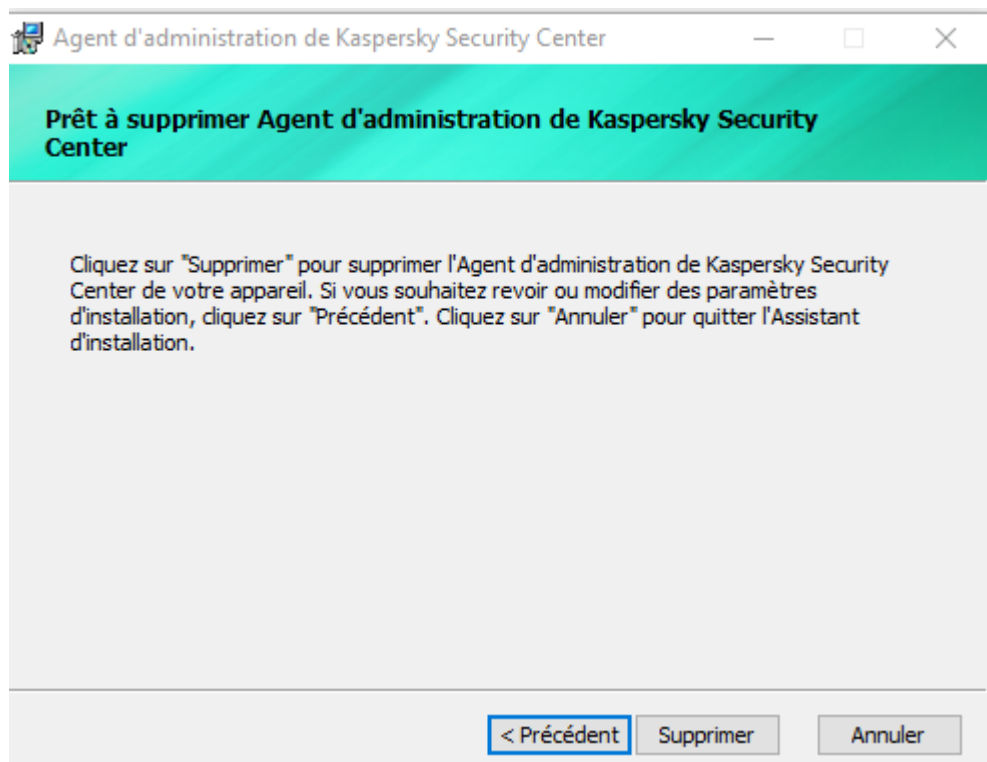 Agent d'administration de Kaspersky Security Center
Prêt à supprimer Agent d'administration de Kaspersky Security
Center
Cliquez sur "Supprimer" pour supprimer l'Agent d'administration de Kaspersky Security
Center de votre appareil. Si vous souhaitez revoir ou modifier des paramètres
d'installation, cliquez sur "Précédent". Cliquez sur "Annuler" pour quitter l'Assistant
d'installation.
< Précédent Supprimer Annuler